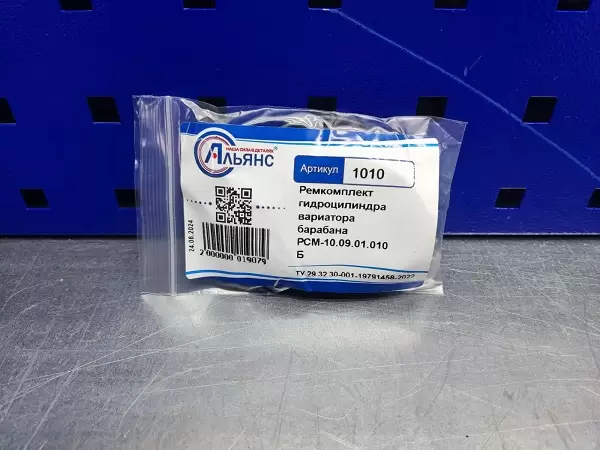 НАША СИЛА В ДЕТАЛЯХ
АЛЬЯНС®
Артикул 1010
Ремкомплект
гидроцилиндра
вариатора
барабана
РСМ-10.09.01.010
Б
ТУ 29.32.30-001-19791458-2022
24.08.2024
2 000000 019079